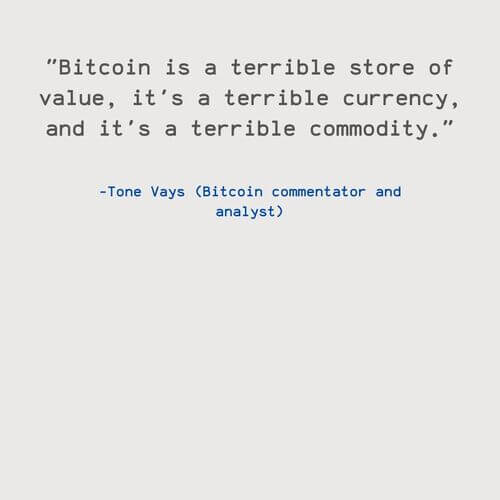 "Bitcoin is a terrible store of
value, it's a terrible currency,
and it's a terrible commodity."
-Tone Vays (Bitcoin commentator and
analyst)